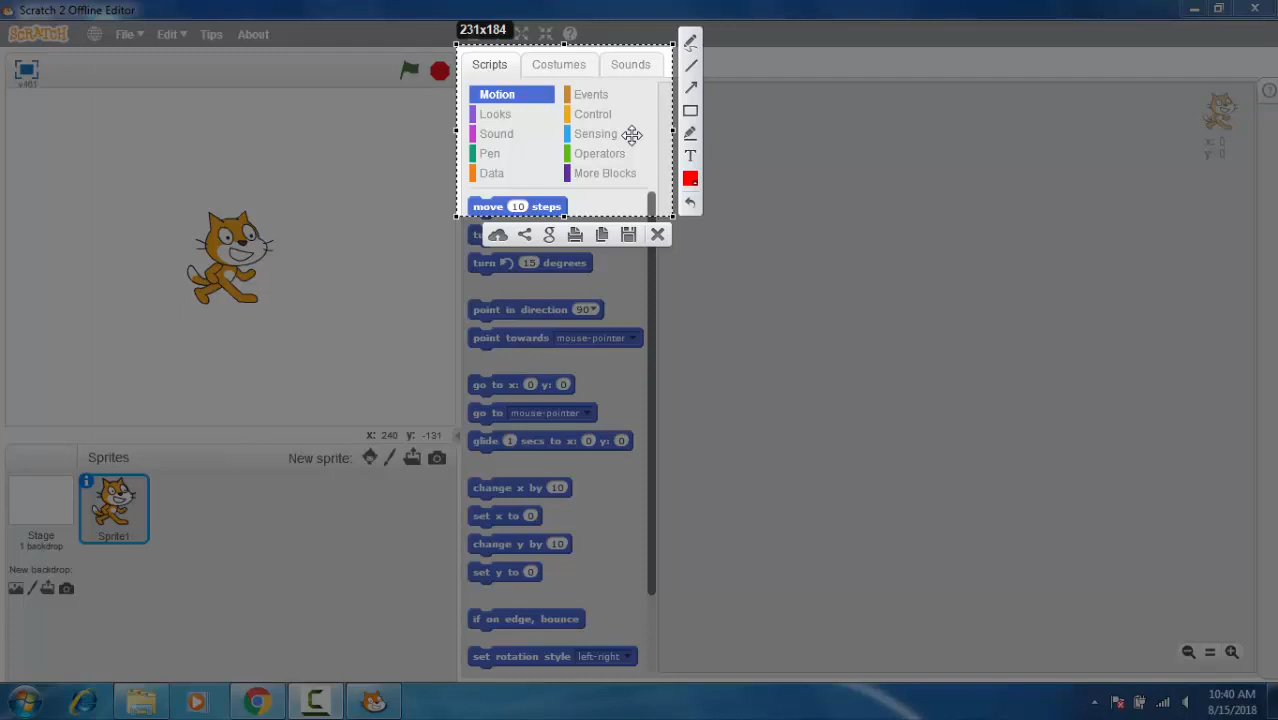 Scratch 2 Offline Editor
231x184
SCRATCH File Edit Tips About
v461
Scripts Costumes Sounds
Motion Events
Looks Control
Sound Sensing
Pen Operators
Data More Blocks
x: 0
y: 0
move 10 steps
turn 15 degrees
point in direction 90
point towards mouse-pointer
go to x: 0 y: 0
go to mouse-pointer
glide 1 secs to x: 0 y: 0
change x by 10
set x to 0
change y by 10
set y to 0
if on edge, bounce
set rotation style left-right
x: 240 y: -131
Sprites New sprite:
Stage
1 backdrop
Sprite1
New backdrop:
10:40 AM
8/15/2018